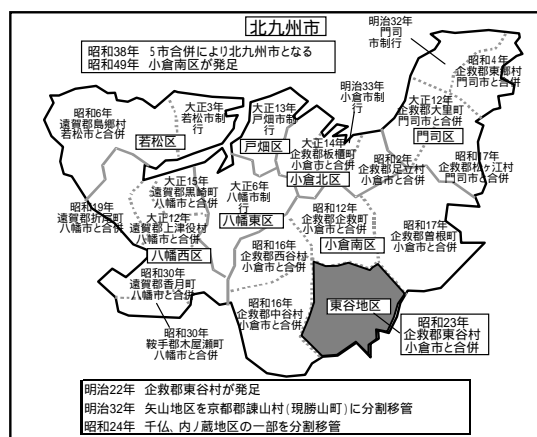 北九州市
昭和38年 5市合併により北九州市となる
昭和49年 小倉南区が発足
明治32年
門司
市制行
昭和4年
企救郡東郷村
門司市と合併
明治33年
小倉市制
行
大正12年
企救郡大里町
門司市と合併
門司区
昭和6年
遠賀郡島郷村
若松市と合併
大正3年
若松市制
行
若松区
大正13年
戸畑市制
行
戸畑区
大正14年
企救郡板櫃町
小倉市と合併
小倉北区
昭和2年
企救郡足立村
小倉市と合併
昭和17年
企救郡松ヶ江村
門司市と合併
昭和19年
遠賀郡折尾町
八幡市と合併
大正15年
遠賀郡黒崎町
八幡市と合併
大正12年
遠賀郡上津役村
八幡市と合併
八幡西区
大正6年
八幡市制
行
八幡東区
昭和12年
企救郡企救町
小倉市と合併
小倉南区
昭和17年
企救郡曽根町
小倉市と合併
昭和16年
企救郡西谷村
小倉市と合併
昭和30年
遠賀郡香月町
八幡市と合併
昭和16年
企救郡中谷村
小倉市と合併
東谷地区
昭和23年
企救郡東谷村
小倉市と合併
昭和30年
鞍手郡木屋瀬町
八幡市と合併
明治22年 企救郡東谷村が発足
明治32年 矢山地区を京都郡諌山村(現勝山町)に分割移管
昭和24年 千仏、内ノ蔵地区の一部を分割移管